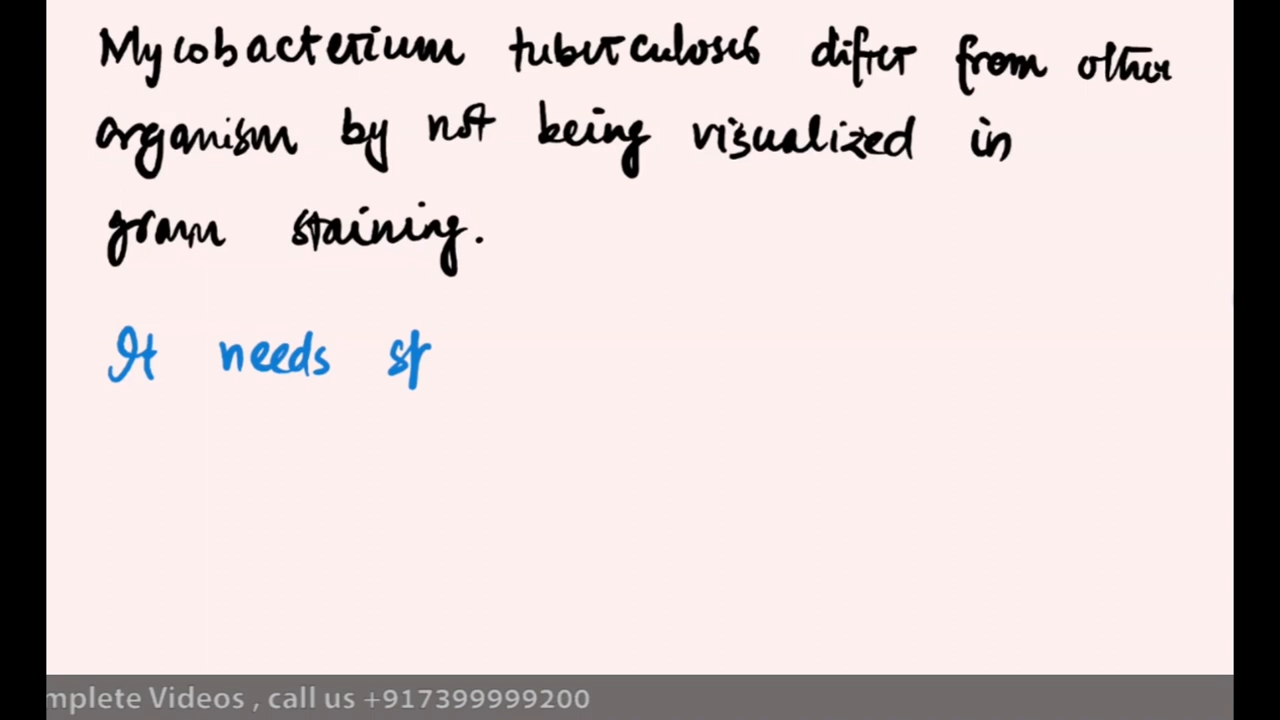 Mycobacterium tuberculosis differ from other
organism by not being visualized in
gram staining.
It needs sp
mplete Videos , call us +917399999200